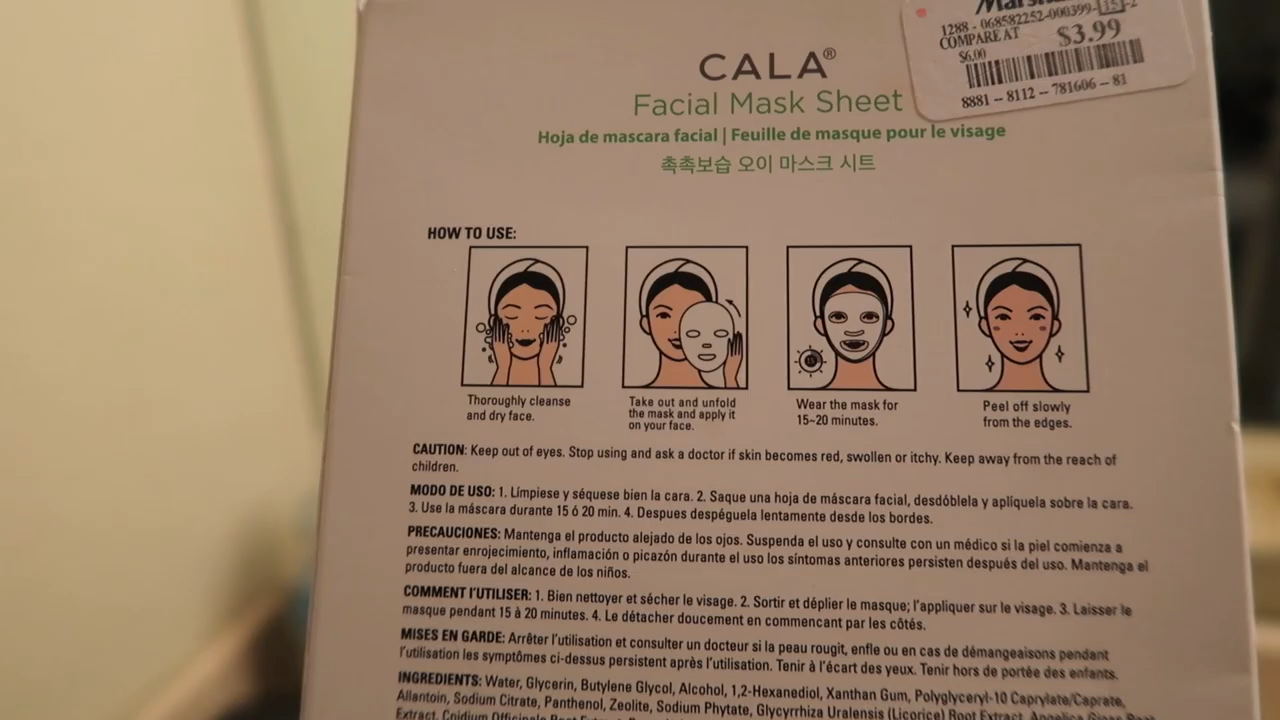 1288 - 068582252-000399-
COMPARE AT $3.99
$6.00
8881 - 8112 - 781606 - 81
CALA®
Facial Mask Sheet
Hoja de mascara facial | Feuille de masque pour le visage
촉촉보습 오이 마스크 시트
HOW TO USE:
Thoroughly cleanse
and dry face.
Take out and unfold
the mask and apply it
on your face.
Wear the mask for
15~20 minutes.
Peel off slowly
from the edges.
CAUTION: Keep out of eyes. Stop using and ask a doctor if skin becomes red, swollen or itchy. Keep away from the reach of
children.
MODO DE USO: 1. Límpiese y séquese bien la cara. 2. Saque una hoja de máscara facial, desdóblela y aplíquela sobre la cara.
3. Use la máscara durante 15 ó 20 min. 4. Despues despéguela lentamente desde los bordes.
PRECAUCIONES: Mantenga el producto alejado de los ojos. Suspenda el uso y consulte con un médico si la piel comienza a
presentar enrojecimiento, inflamación o picazón durante el uso los síntomas anteriores persisten después del uso. Mantenga el
producto fuera del alcance de los niños.
COMMENT L'UTILISER: 1. Bien nettoyer et sécher le visage. 2. Sortir et déplier le masque; l'appliquer sur le visage. 3. Laisser le
masque pendant 15 à 20 minutes. 4. Le détacher doucement en commencant par les côtés.
MISES EN GARDE: Arrêter l'utilisation et consulter un docteur si la peau rougit, enfle ou en cas de démangeaisons pendant
l'utilisation les symptômes ci-dessus persistent après l'utilisation. Tenir à l'écart des yeux. Tenir hors de portée des enfants.
INGREDIENTS: Water, Glycerin, Butylene Glycol, Alcohol, 1,2-Hexanediol, Xanthan Gum, Polyglyceryl-10 Caprylate/Caprate,
Allantoin, Sodium Citrate, Panthenol, Zeolite, Sodium Phytate, Glycyrrhiza Uralensis (Licorice) Root Extract, Angelica
Extract, Cnidium Officinale Root Extract,